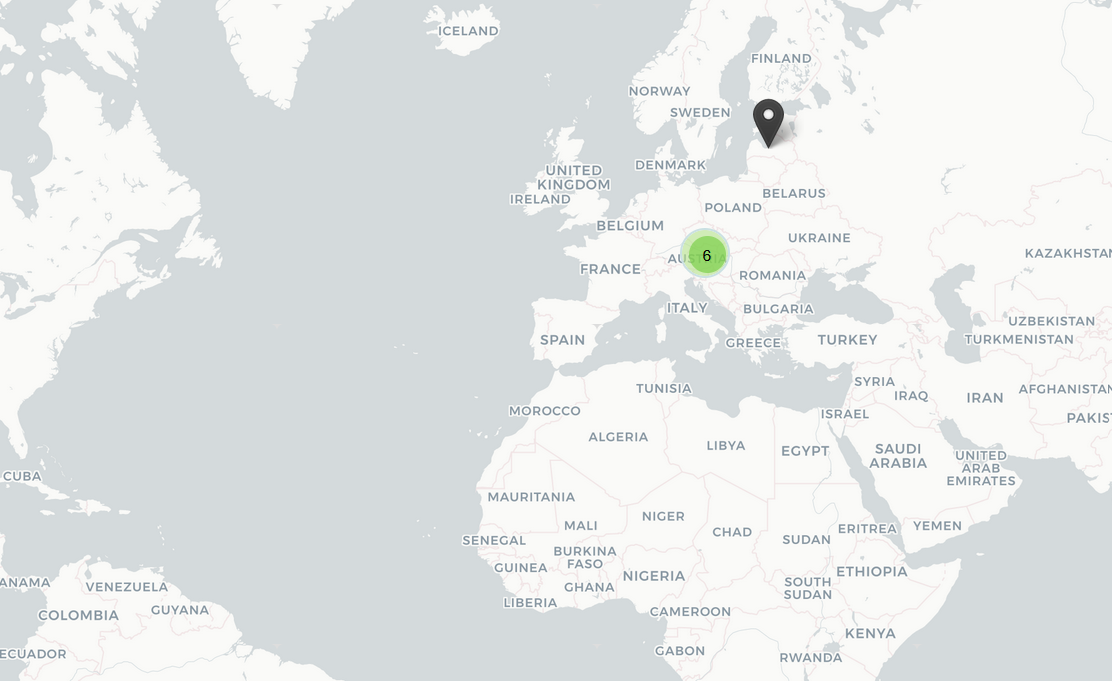 ICELAND
FINLAND
NORWAY
SWEDEN
DENMARK
UNITED
KINGDOM
IRELAND
BELARUS
POLAND
BELGIUM
UKRAINE
6
FRANCE
ROMANIA
KAZAKHSTAN
ITALY
BULGARIA
UZBEKISTAN
SPAIN
GREECE
TURKEY
TURKMENISTAN
TUNISIA
SYRIA
IRAQ
IRAN
AFGHANISTAN
MOROCCO
ISRAEL
PAKIS
ALGERIA
LIBYA
EGYPT
SAUDI
ARABIA
UNITED
ARAB
EMIRATES
CUBA
MAURITANIA
MALI
NIGER
CHAD
SUDAN
ERITREA
YEMEN
SENEGAL
BURKINA
FASO
GUINEA
NIGERIA
ETHIOPIA
ANAMA
VENEZUELA
GHANA
SOUTH
SUDAN
COLOMBIA
GUYANA
LIBERIA
CAMEROON
KENYA
ECUADOR
GABON
RWANDA